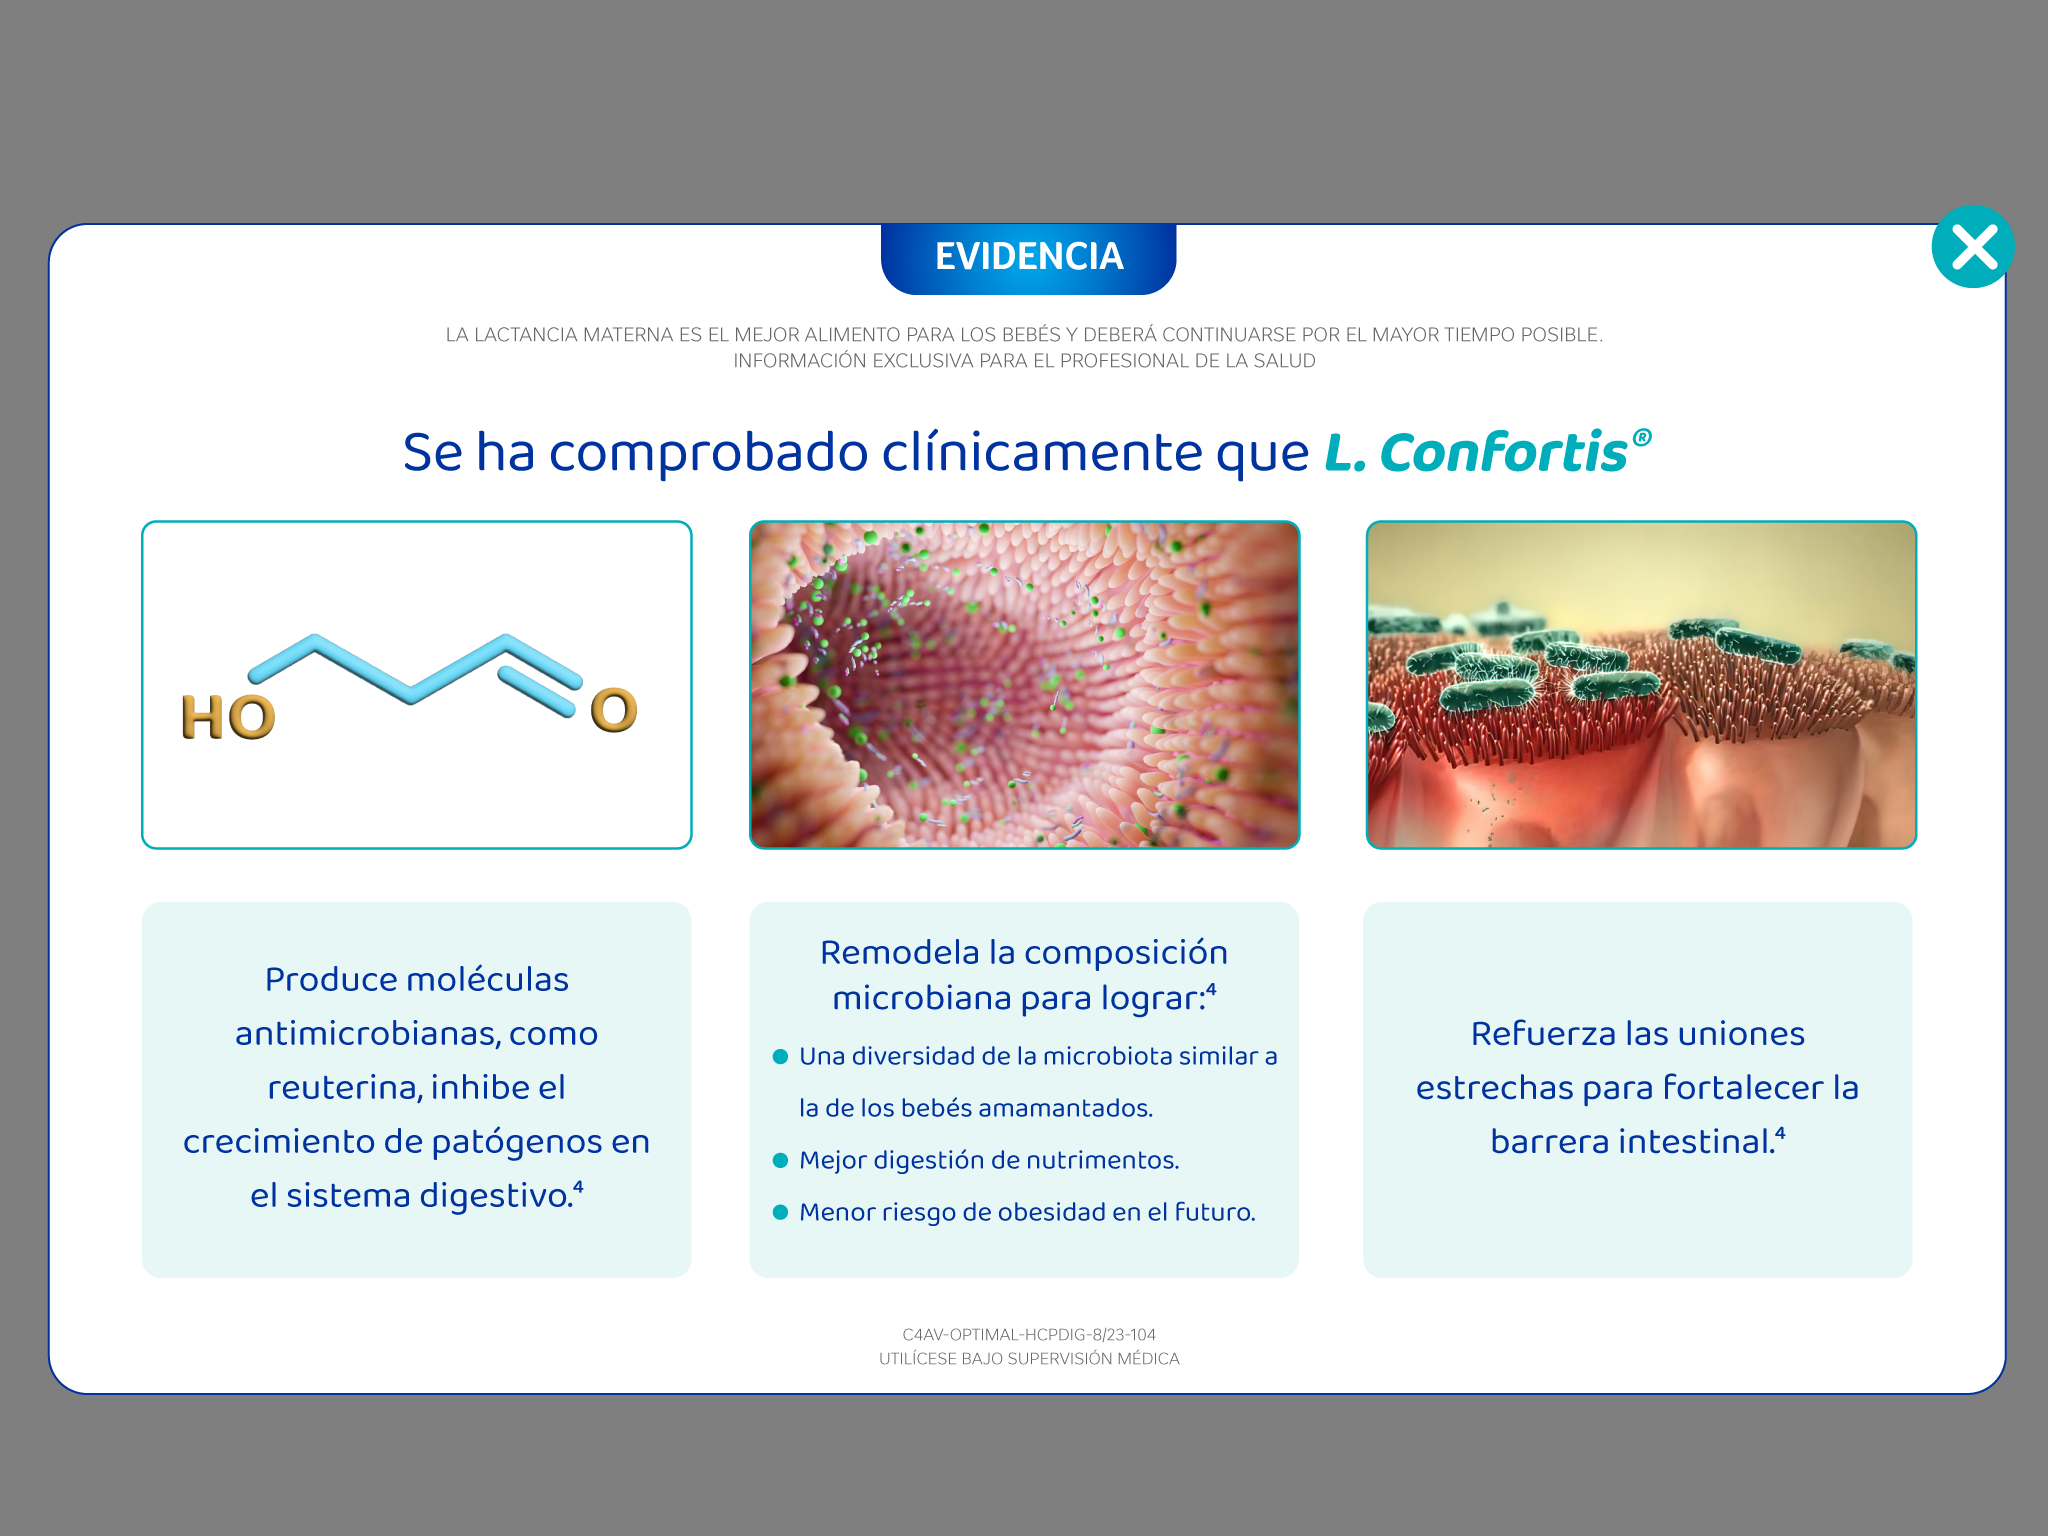 EVIDENCIA
LA LACTANCIA MATERNA ES EL MEJOR ALIMENTO PARA LOS BEBÉS Y DEBERÁ CONTINUARSE POR EL MAYOR TIEMPO POSIBLE.
INFORMACIÓN EXCLUSIVA PARA EL PROFESIONAL DE LA SALUD
Se ha comprobado clínicamente que L. Confortis®
HO
O
Produce moléculas
antimicrobianas, como
reuterina, inhibe el
crecimiento de patógenos en
el sistema digestivo.⁴
Remodela la composición
microbiana para lograr:⁴
● Una diversidad de la microbiota similar a
la de los bebés amamantados.
● Mejor digestión de nutrimentos.
● Menor riesgo de obesidad en el futuro.
Refuerza las uniones
estrechas para fortalecer la
barrera intestinal.⁴
C4AV-OPTIMAL-HCPDIG-8/23-104
UTILÍCESE BAJO SUPERVISIÓN MÉDICA